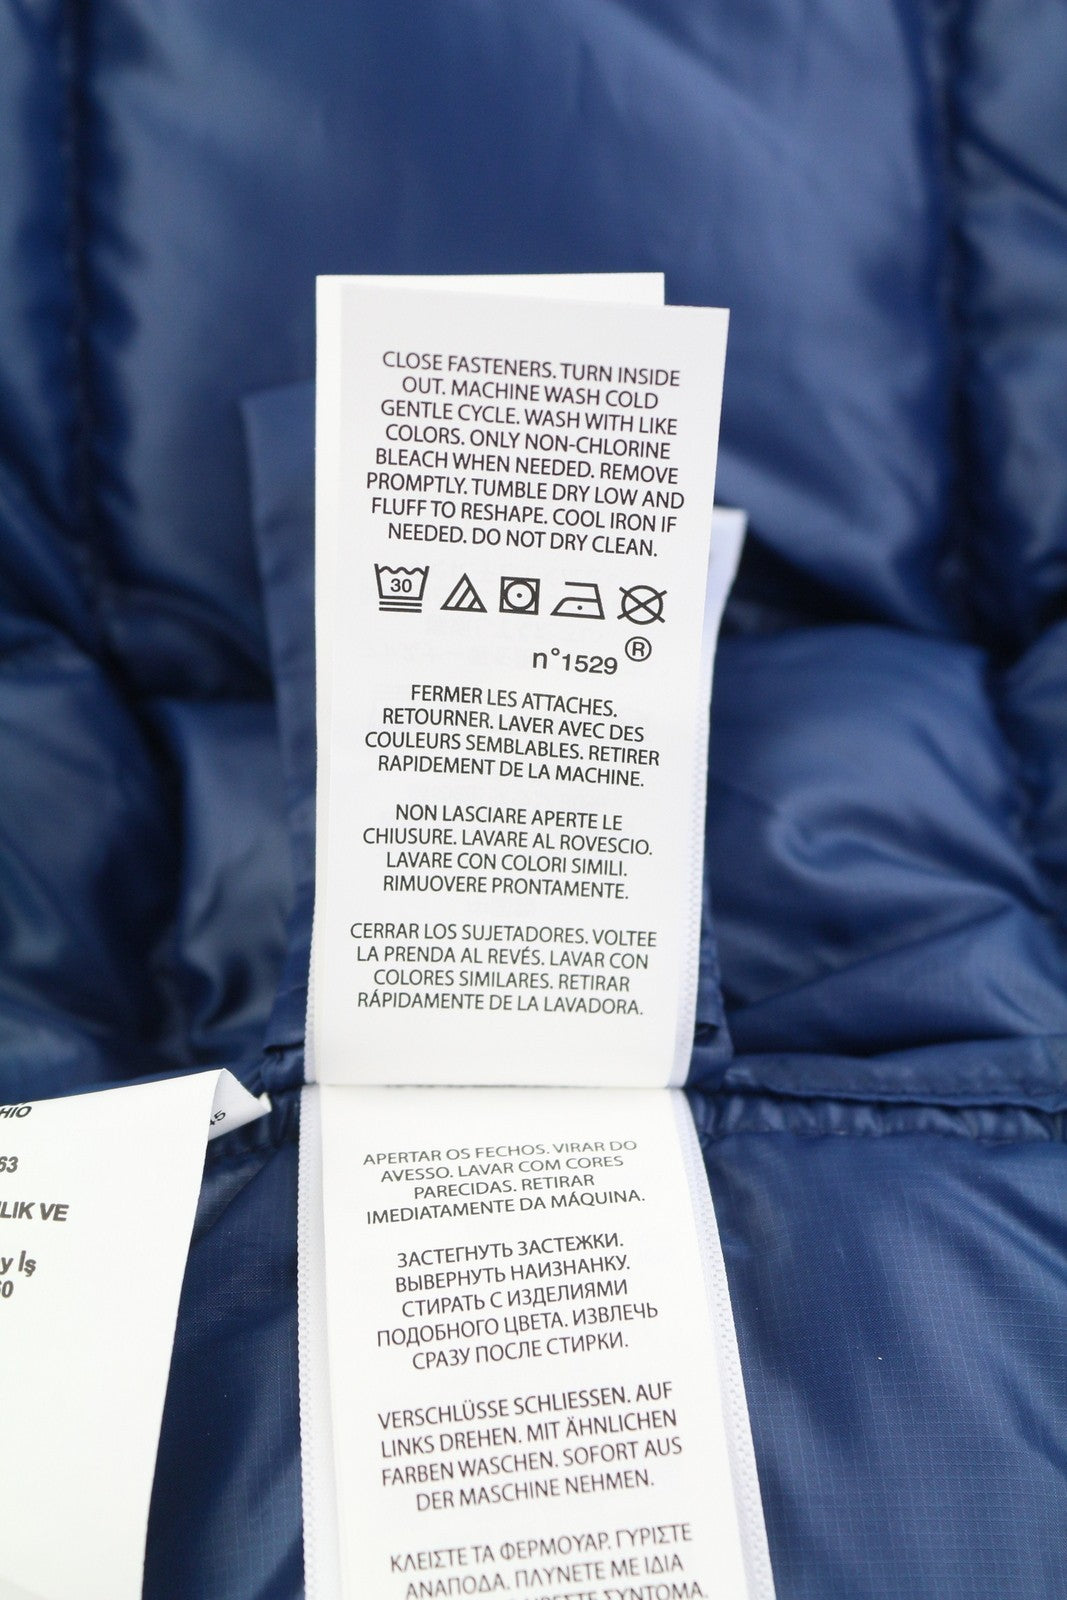 CLOSE FASTENERS. TURN INSIDE
OUT. MACHINE WASH COLD
GENTLE CYCLE. WASH WITH LIKE
COLORS. ONLY NON-CHLORINE
BLEACH WHEN NEEDED. REMOVE
PROMPTLY. TUMBLE DRY LOW AND
FLUFF TO RESHAPE. COOL IRON IF
NEEDED. DO NOT DRY CLEAN.
30
n°1529 ®
FERMER LES ATTACHES.
RETOURNER. LAVER AVEC DES
COULEURS SEMBLABLES. RETIRER
RAPIDEMENT DE LA MACHINE.
NON LASCIARE APERTE LE
CHIUSURE. LAVARE AL ROVESCIO.
LAVARE CON COLORI SIMILI.
RIMUOVERE PRONTAMENTE.
CERRAR LOS SUJETADORES. VOLTEE
LA PRENDA AL REVÉS. LAVAR CON
COLORES SIMILARES. RETIRAR
RÁPIDAMENTE DE LA LAVADORA.
APERTAR OS FECHOS. VIRAR DO
AVESSO. LAVAR COM CORES
PARECIDAS. RETIRAR
IMEDIATAMENTE DA MÁQUINA.
ЗАСТЕГНУТЬ ЗАСТЕЖКИ.
ВЫВЕРНУТЬ НАИЗНАНКУ.
СТИРАТЬ С ИЗДЕЛИЯМИ
ПОДОБНОГО ЦВЕТА. ИЗВЛЕЧЬ
СРАЗУ ПОСЛЕ СТИРКИ.
VERSCHLÜSSE SCHLIESSEN. AUF
LINKS DREHEN. MIT ÄHNLICHEN
FARBEN WASCHEN. SOFORT AUS
DER MASCHINE NEHMEN.
ΚΛΕΙΣΤΕ ΤΑ ΦΕΡΜΟΥΑΡ. ΓΥΡΙΣΤΕ
ΑΝΑΠΟΔΑ. ΠΛΥΝΕΤΕ ΜΕ ΙΔΙΑ
ΣΥΝΤΟΜΑ.
HIO
63
LIK VE
y İş